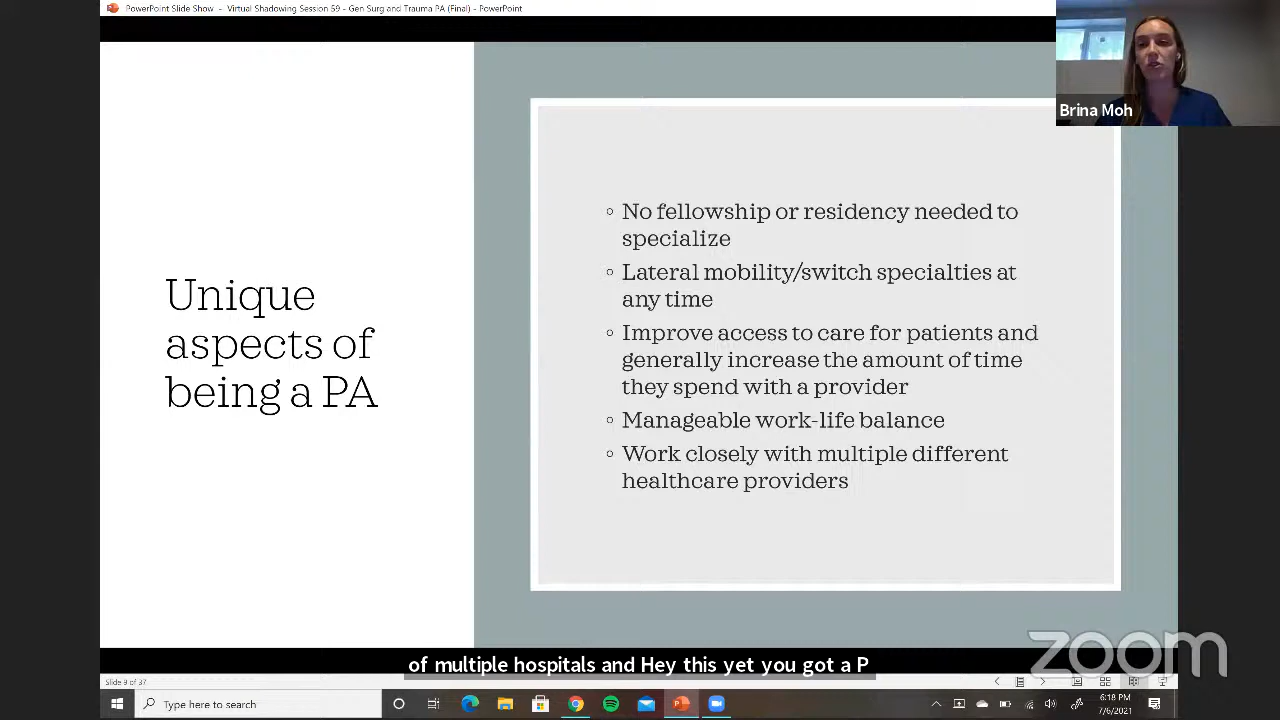 PowerPoint Slide Show - Virtual Shadowing Session 59 - Gen Surg and Trauma PA (Final) - PowerPoint
Brina Moh
Unique
aspects of
being a PA
No fellowship or residency needed to
specialize
Lateral mobility/switch specialties at
any time
Improve access to care for patients and
generally increase the amount of time
they spend with a provider
Manageable work-life balance
Work closely with multiple different
healthcare providers
zoom
of multiple hospitals and Hey this yet you got a P
Slide 9 of 37
Type here to search
6:18 PM
7/6/2021